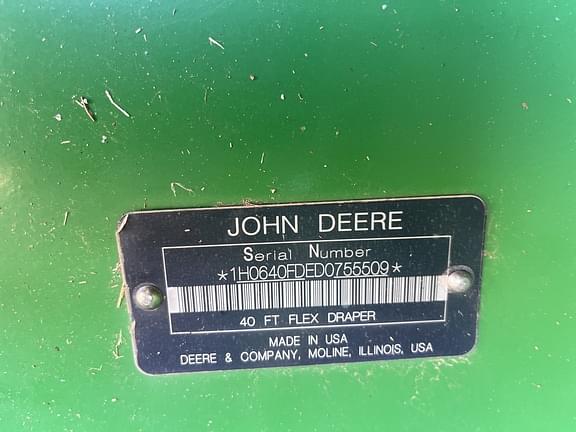 JOHN DEERE
Serial Number
*1H0640FDED0755509*
40 FT FLEX DRAPER
MADE IN USA
DEERE & COMPANY, MOLINE, ILLINOIS, USA